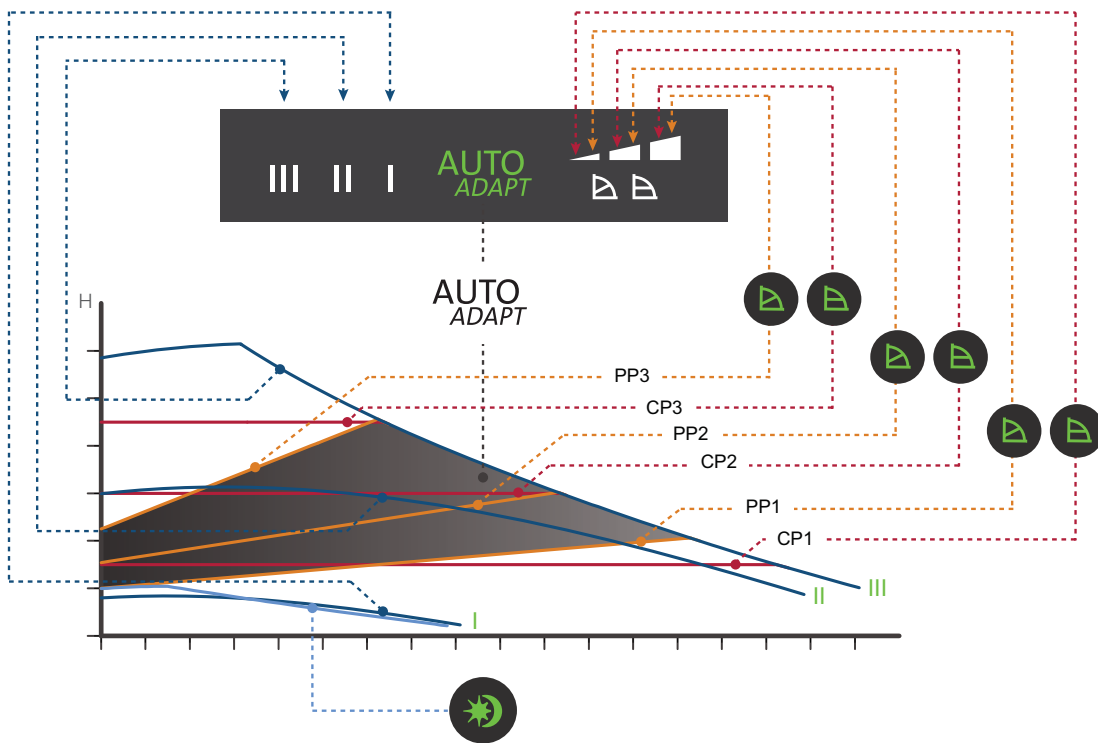 III II I AUTO
ADAPT
AUTO
ADAPT
H
PP3
CP3
PP2
CP2
PP1
CP1
III
II
I